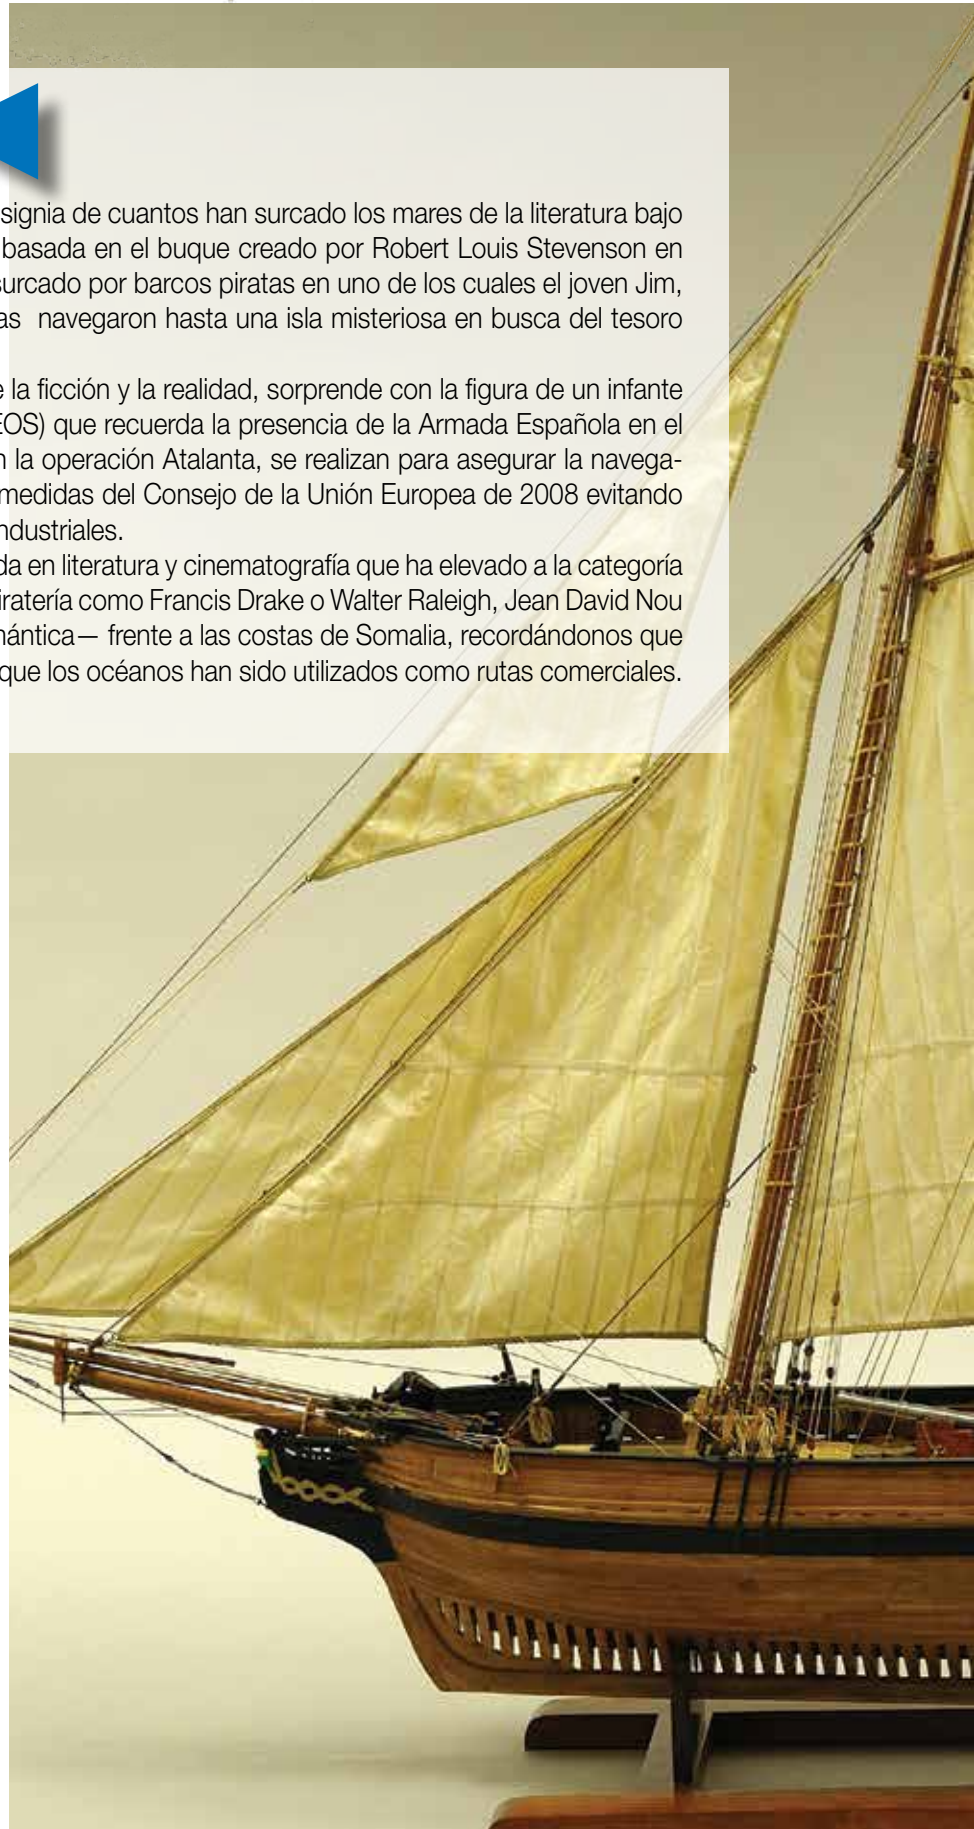 signia de cuantos han surcado los mares de la literatura bajo
basada en el buque creado por Robert Louis Stevenson en
surcado por barcos piratas en uno de los cuales el joven Jim,
as navegaron hasta una isla misteriosa en busca del tesoro
e la ficción y la realidad, sorprende con la figura de un infante
EOS) que recuerda la presencia de la Armada Española en el
n la operación Atalanta, se realizan para asegurar la navega-
medidas del Consejo de la Unión Europea de 2008 evitando
ndustriales.
da en literatura y cinematografía que ha elevado a la categoría
iratería como Francis Drake o Walter Raleigh, Jean David Nou
nántica— frente a las costas de Somalia, recordándonos que
que los océanos han sido utilizados como rutas comerciales.